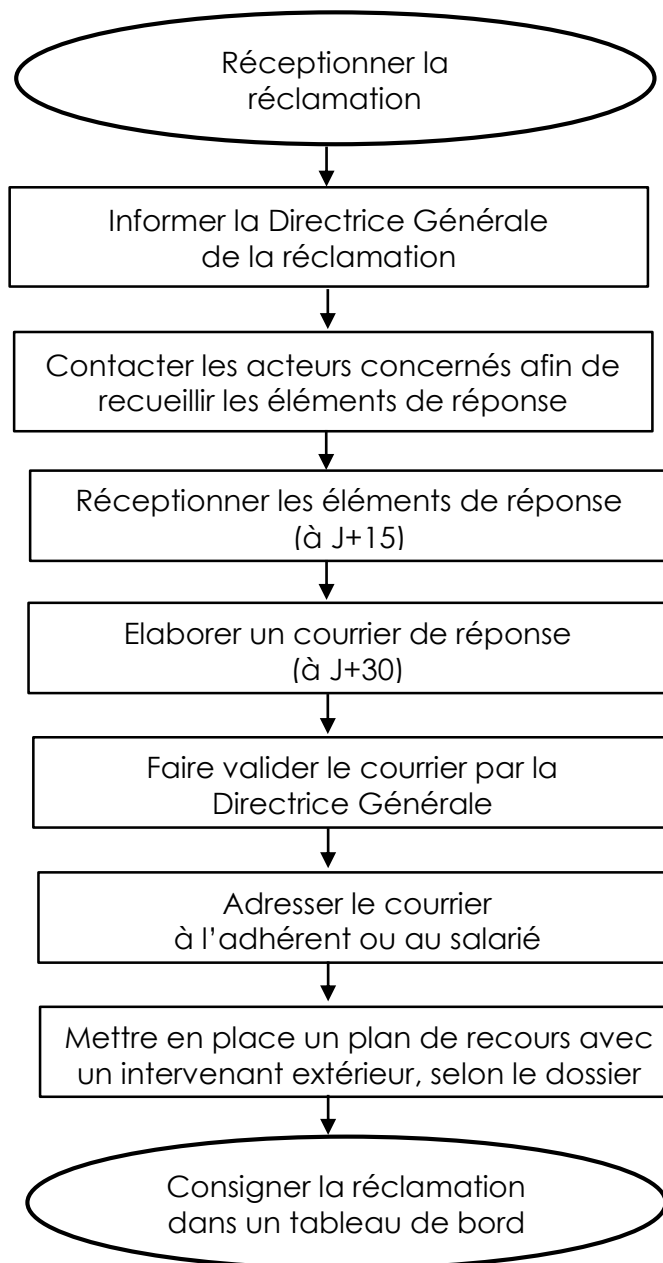 Réceptionner la
réclamation
Informer la Directrice Générale
de la réclamation
Contacter les acteurs concernés afin de
recueillir les éléments de réponse
Réceptionner les éléments de réponse
(à J+15)
Elaborer un courrier de réponse
(à J+30)
Faire valider le courrier par la
Directrice Générale
Adresser le courrier
à l’adhérent ou au salarié
Mettre en place un plan de recours avec
un intervenant extérieur, selon le dossier
Consigner la réclamation
dans un tableau de bord